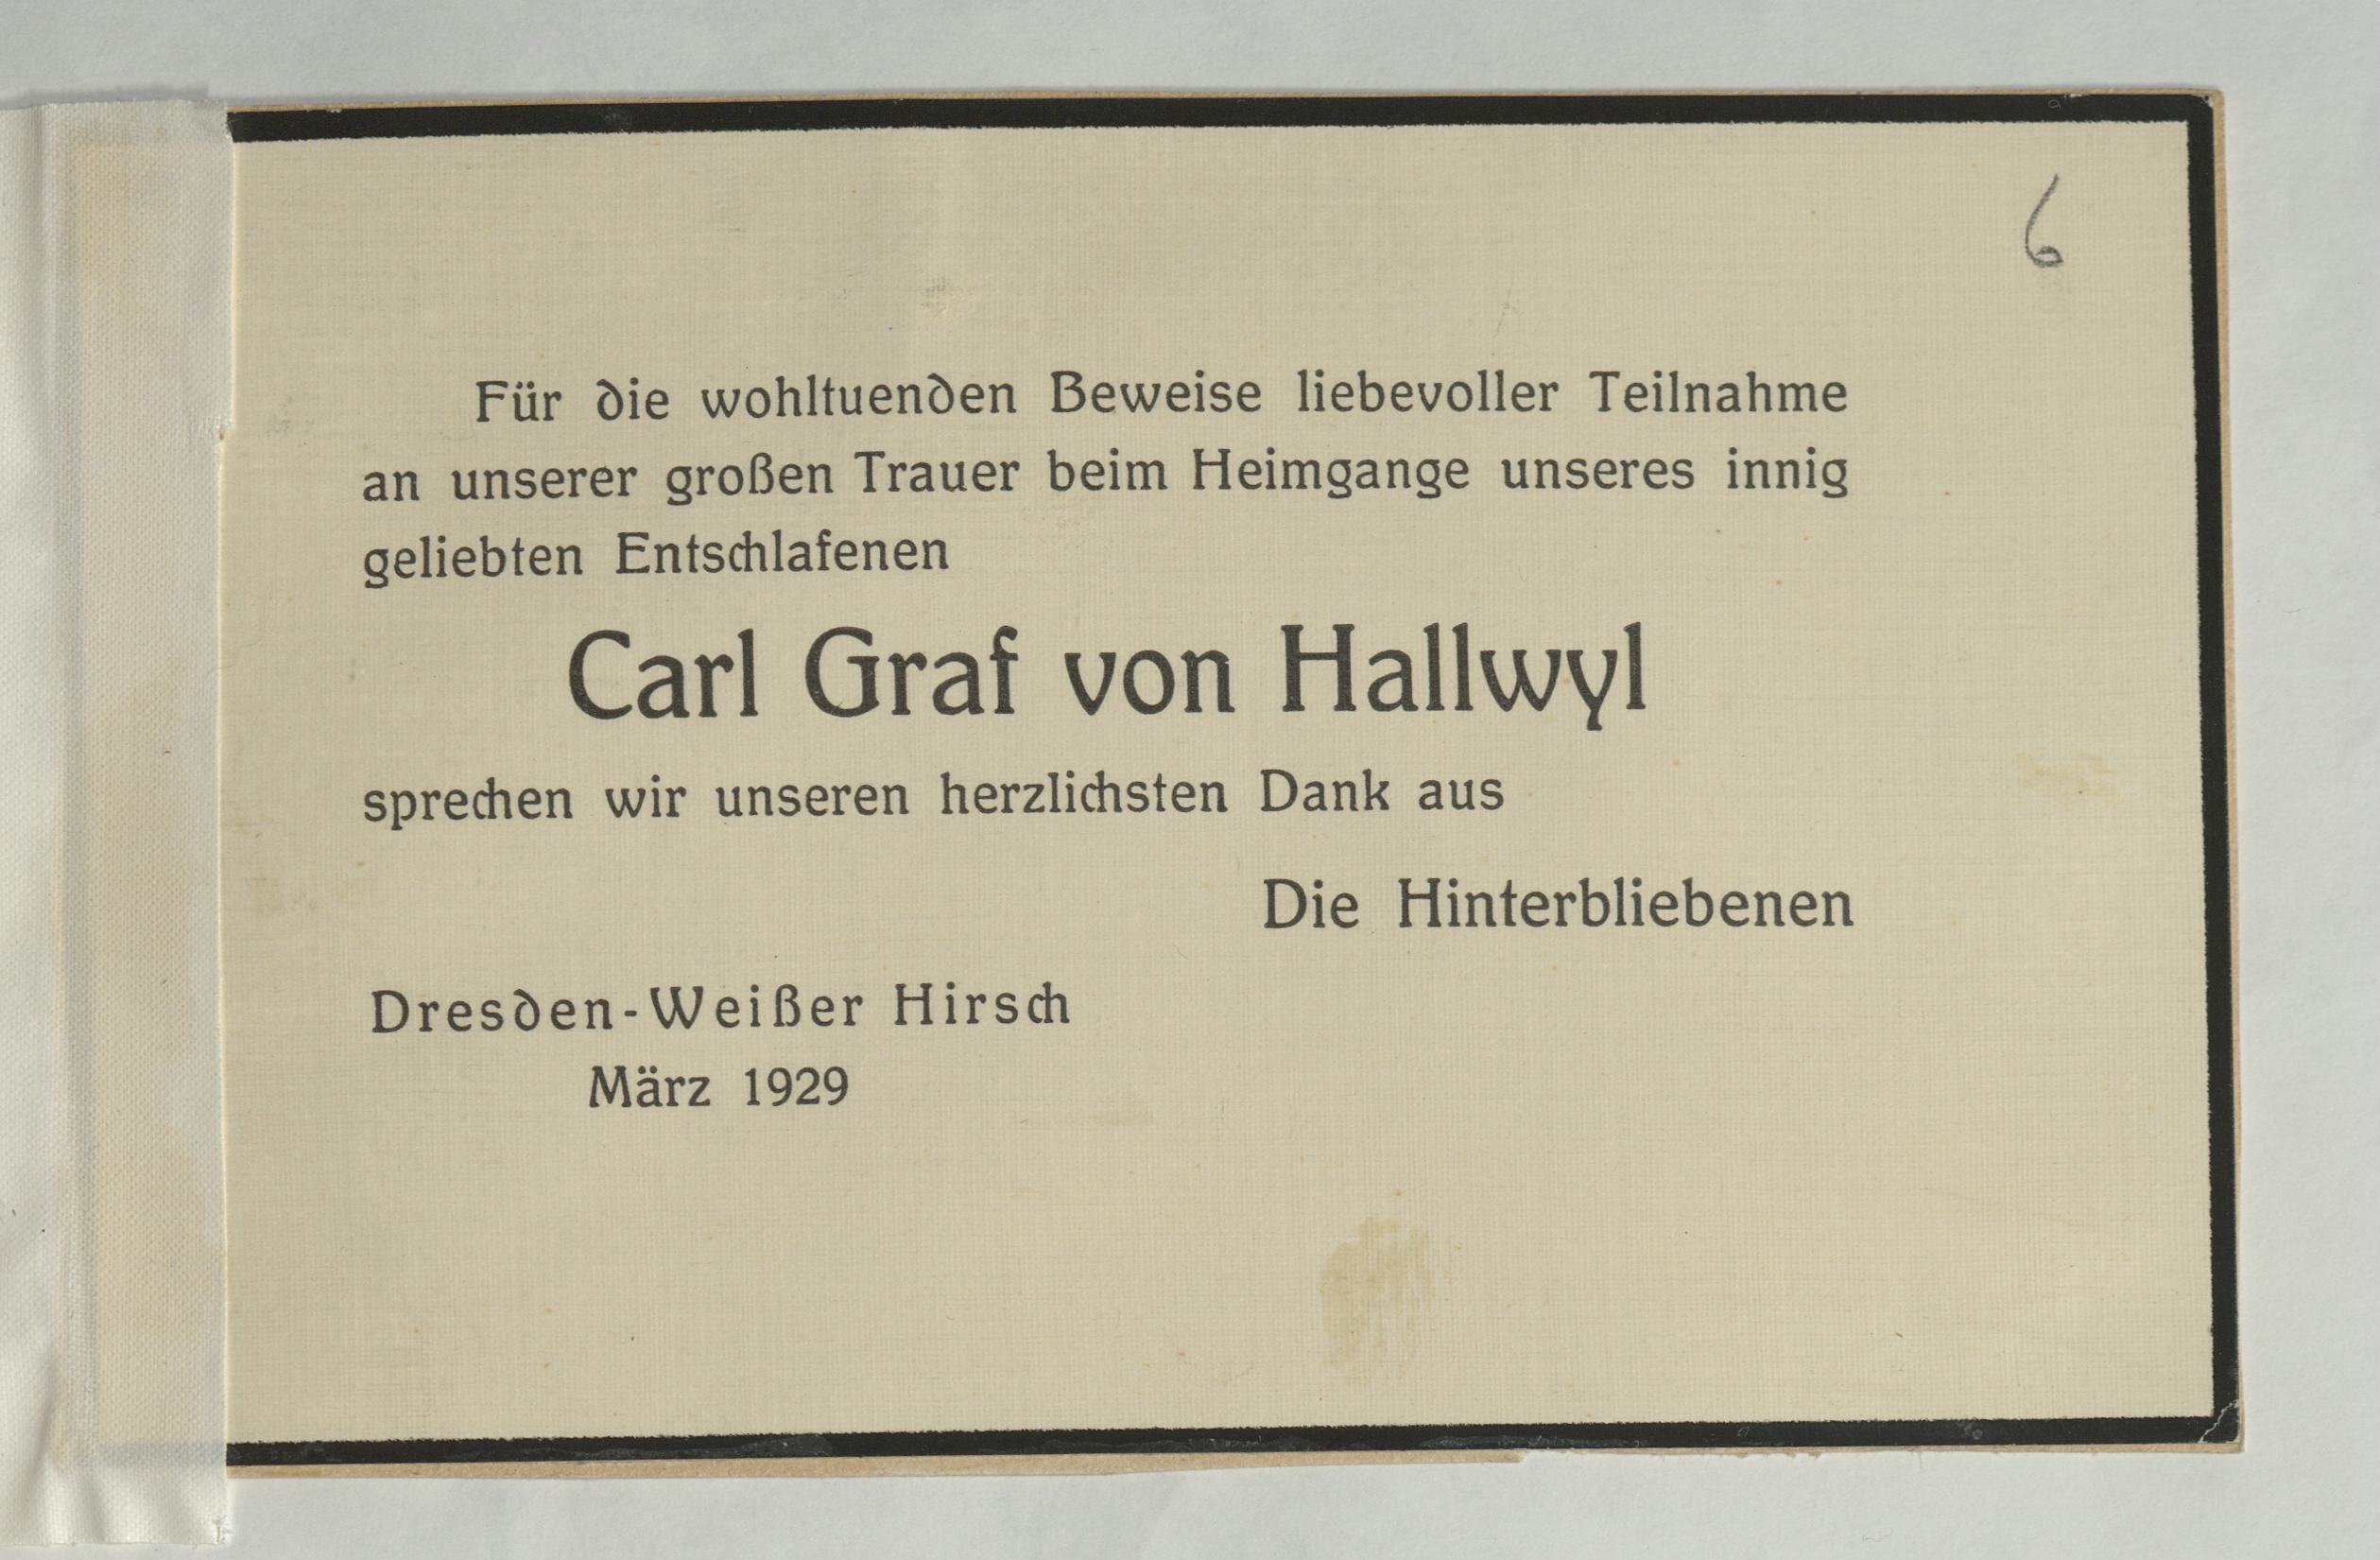 6
Für die wohltuenden Beweise liebevoller Teilnahme
an unserer großen Trauer beim Heimgange unseres innig
geliebten Entschlafenen
Carl Graf von Hallwyl
sprechen wir unseren herzlichsten Dank aus
Die Hinterbliebenen
Dresden-Weißer Hirsch
März 1929